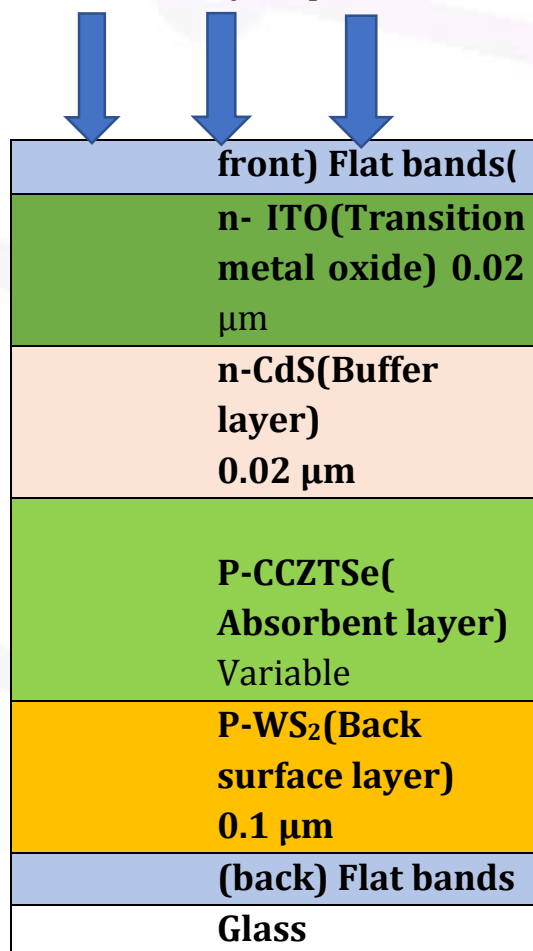 front) Flat bands(
n- ITO(Transition
metal oxide) 0.02
µm
n-CdS(Buffer
layer)
0.02 µm
P-CCZTSe(
Absorbent layer)
Variable
P-WS₂(Back
surface layer)
0.1 µm
(back) Flat bands
Glass